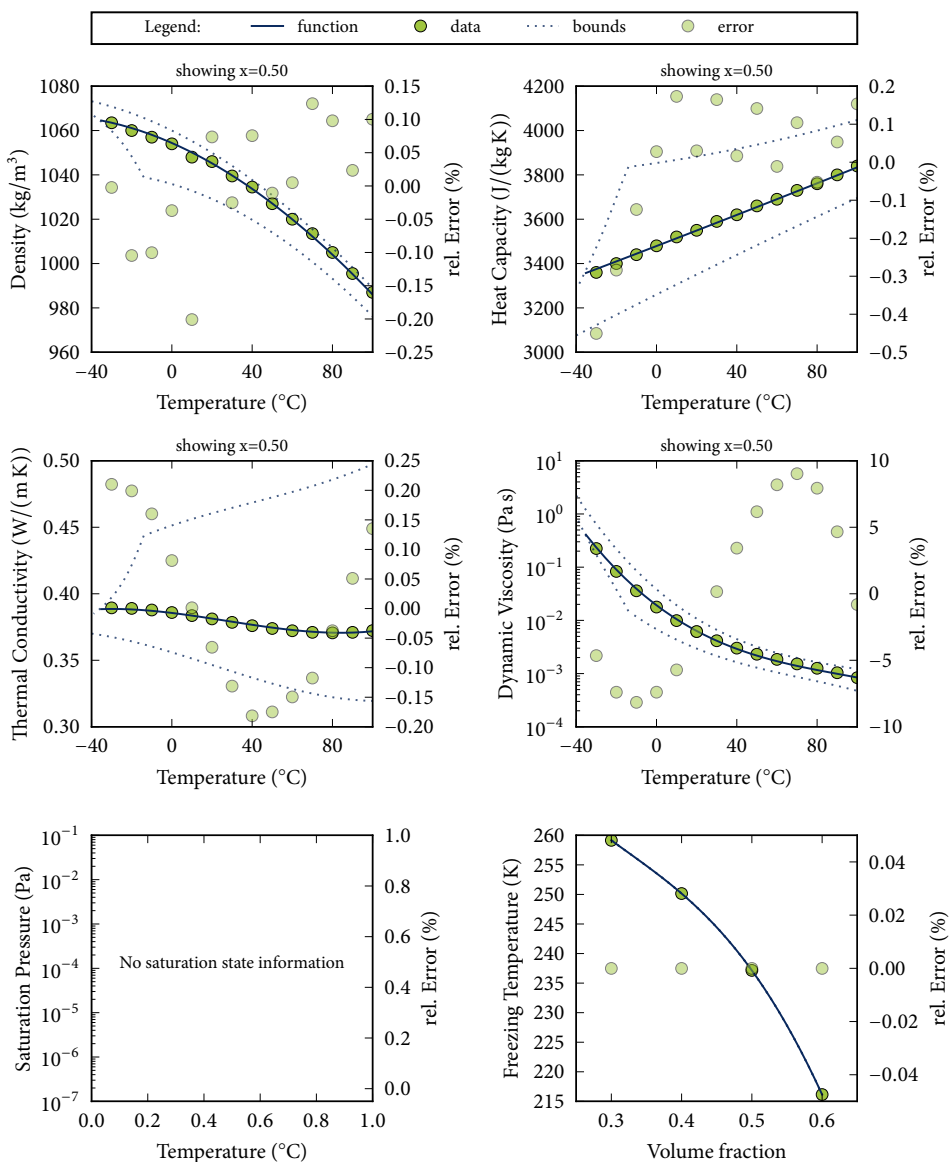 Legend: function data bounds error
showing x=0.50
1080
1060
1040
1020
1000
980
960
Density (kg/m³)
0.15
0.10
0.05
0.00
−0.05
−0.10
−0.15
−0.20
−0.25
rel. Error (%)
−40 0 40 80
Temperature (°C)
showing x=0.50
4200
4000
3800
3600
3400
3200
3000
Heat Capacity (J/(kg K))
0.2
0.1
0.0
−0.1
−0.2
−0.3
−0.4
−0.5
rel. Error (%)
−40 0 40 80
Temperature (°C)
showing x=0.50
0.50
0.45
0.40
0.35
0.30
Thermal Conductivity (W/(m K))
0.25
0.20
0.15
0.10
0.05
0.00
−0.05
−0.10
−0.15
−0.20
rel. Error (%)
−40 0 40 80
Temperature (°C)
showing x=0.50
10¹
10⁰
10⁻¹
10⁻²
10⁻³
10⁻⁴
Dynamic Viscosity (Pa s)
10
5
0
−5
−10
rel. Error (%)
−40 0 40 80
Temperature (°C)
10⁻¹
10⁻²
10⁻³
10⁻⁴
10⁻⁵
10⁻⁶
10⁻⁷
Saturation Pressure (Pa)
No saturation state information
1.0
0.8
0.6
0.4
0.2
0.0
rel. Error (%)
0.0 0.2 0.4 0.6 0.8 1.0
Temperature (°C)
260
255
250
245
240
235
230
225
220
215
Freezing Temperature (K)
0.04
0.02
0.00
−0.02
−0.04
rel. Error (%)
0.3 0.4 0.5 0.6
Volume fraction